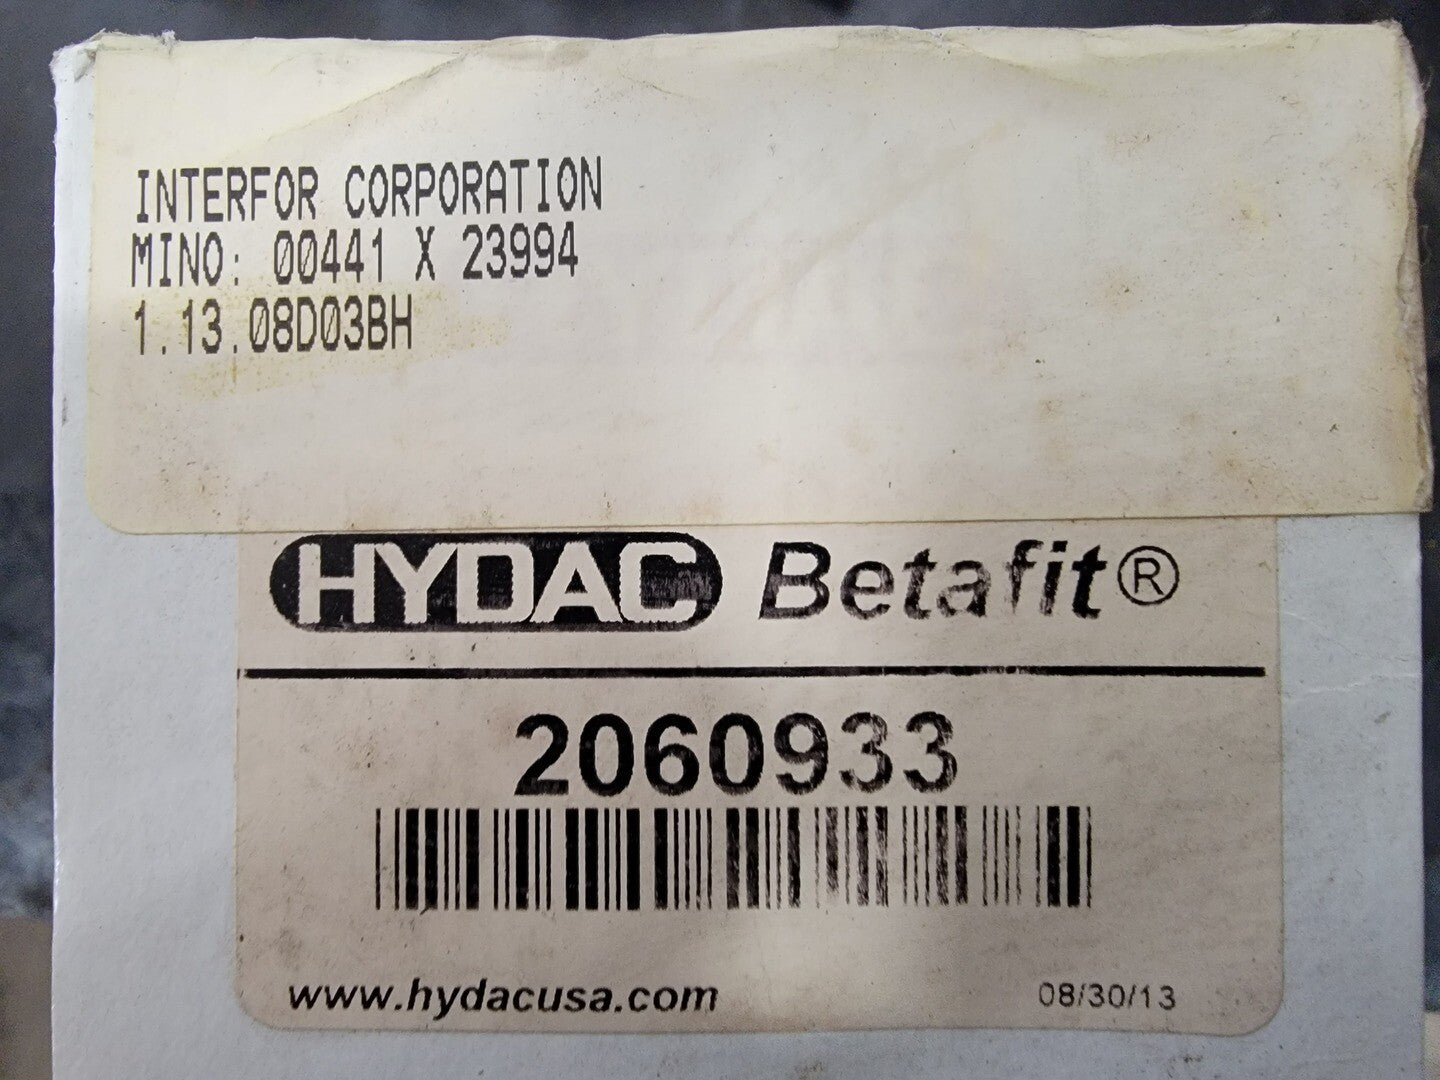 INTERFOR CORPORATION
MINO: 00441 X 23994
1.13.08D03BH
HYDAC Betafit®
2060933
www.hydacusa.com
08/30/13